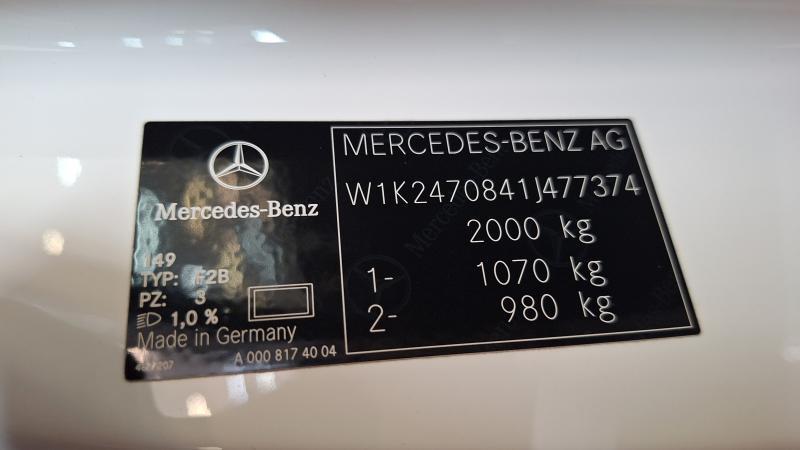 Mercedes-Benz
149
TYP: F2B
PZ: 3
1,0 %
Made in Germany
A 000 817 40 04
MERCEDES-BENZ AG
W1K2470841J477374
2000 kg
1- 1070 kg
2- 980 kg